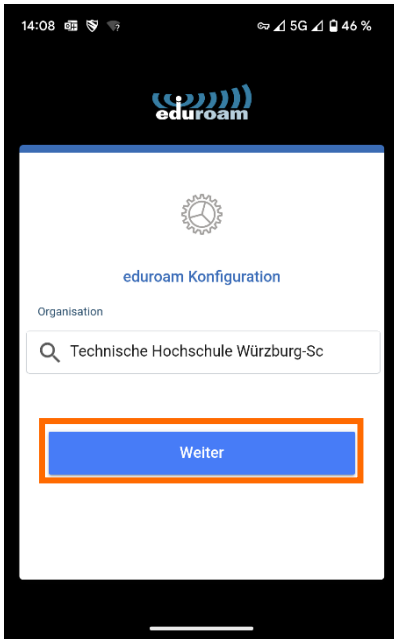 14:08 5G 46 %
eduroam
eduroam Konfiguration
Organisation
Technische Hochschule Würzburg-Sc
Weiter